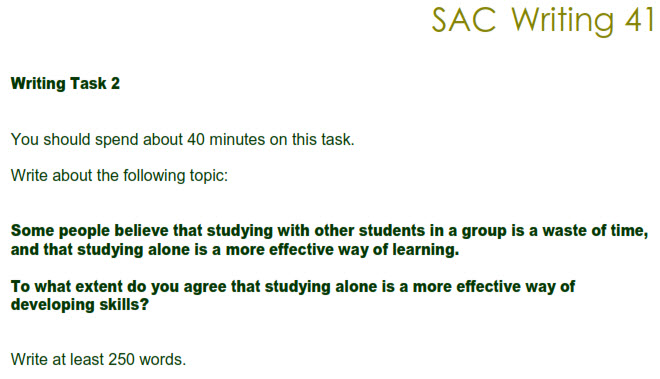 SAC Writing 41
Writing Task 2
You should spend about 40 minutes on this task.
Write about the following topic:
Some people believe that studying with other students in a group is a waste of time,
and that studying alone is a more effective way of learning.
To what extent do you agree that studying alone is a more effective way of
developing skills?
Write at least 250 words.